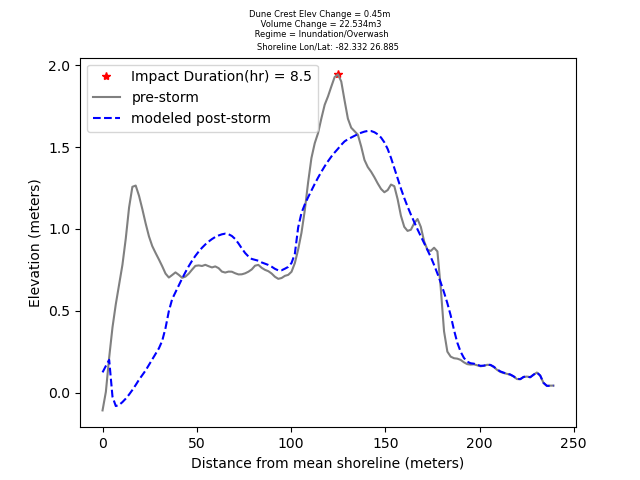 Dune Crest Elev Change = 0.45m
Volume Change = 22.534m3
Regime = Inundation/Overwash
Shoreline Lon/Lat: -82.332 26.885
Impact Duration(hr) = 8.5
pre-storm
modeled post-storm
2.0
1.5
1.0
0.5
0.0
Elevation (meters)
0 50 100 150 200 250
Distance from mean shoreline (meters)